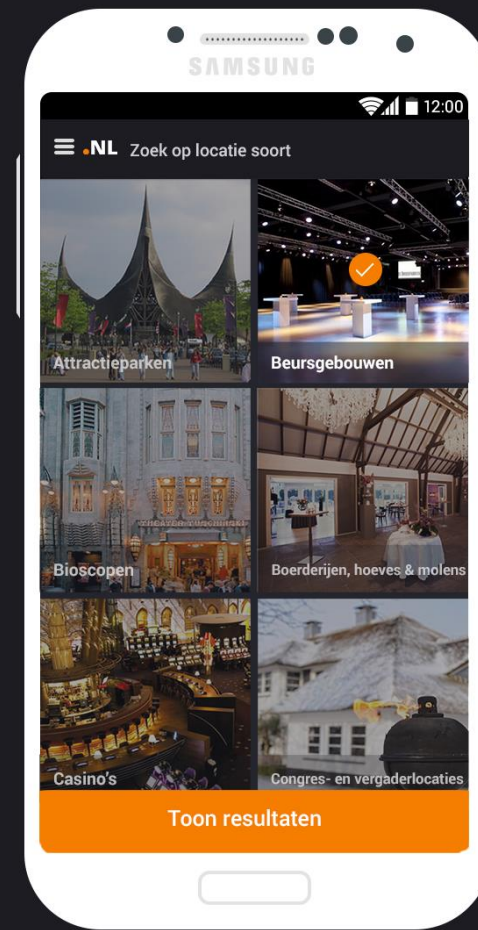 SAMSUNG
12:00
.NL Zoek op locatie soort
Attractieparken
Beursgebouwen
Bioscopen
Boerderijen, hoeves & molens
Casino's
Congres- en vergaderlocaties
Toon resultaten